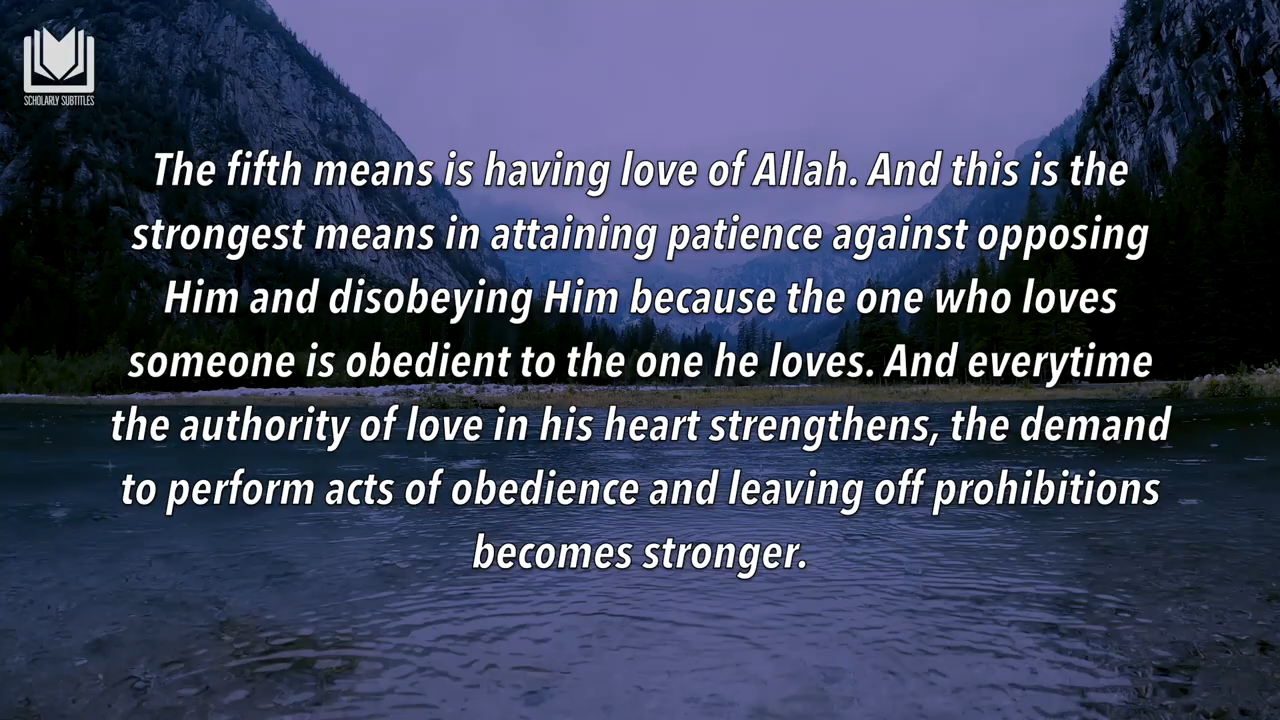 SCHOLARLY SUBTITLES
The fifth means is having love of Allah. And this is the
strongest means in attaining patience against opposing
Him and disobeying Him because the one who loves
someone is obedient to the one he loves. And everytime
the authority of love in his heart strengthens, the demand
to perform acts of obedience and leaving off prohibitions
becomes stronger.